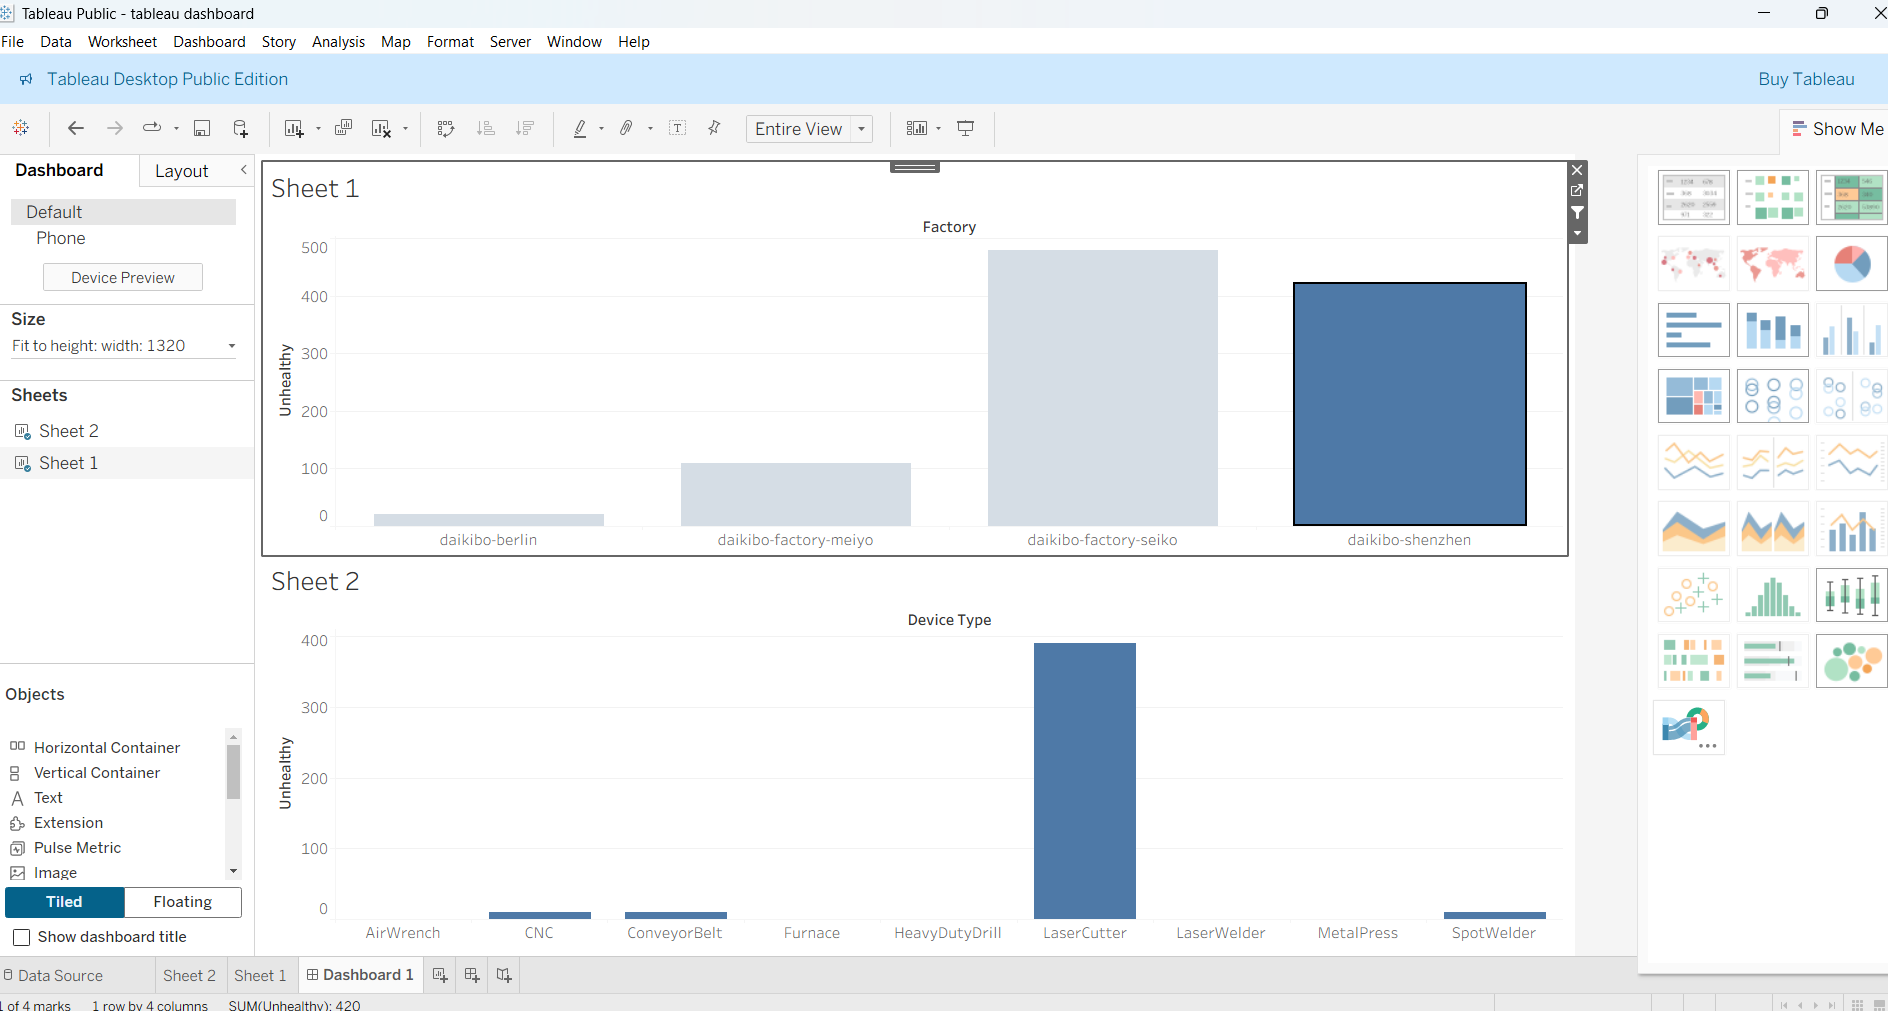 Tableau Public - tableau dashboard
File Data Worksheet Dashboard Story Analysis Map Format Server Window Help
Tableau Desktop Public Edition
Buy Tableau
Entire View
Show Me
Dashboard
Layout
Default
Phone
Device Preview
Size
Fit to height: width: 1320
Sheets
Sheet 2
Sheet 1
Objects
Horizontal Container
Vertical Container
Text
Extension
Pulse Metric
Image
Tiled
Floating
Show dashboard title
Sheet 1
Factory
Unhealthy
500
400
300
200
100
0
daikibo-berlin
daikibo-factory-meiyo
daikibo-factory-seiko
daikibo-shenzhen
Sheet 2
Device Type
Unhealthy
400
300
200
100
0
AirWrench
CNC
ConveyorBelt
Furnace
HeavyDutyDrill
LaserCutter
LaserWelder
MetalPress
SpotWelder
Data Source
Sheet 2
Sheet 1
Dashboard 1
1 of 4 marks 1 row by 4 columns SUM(Unhealthy): 420